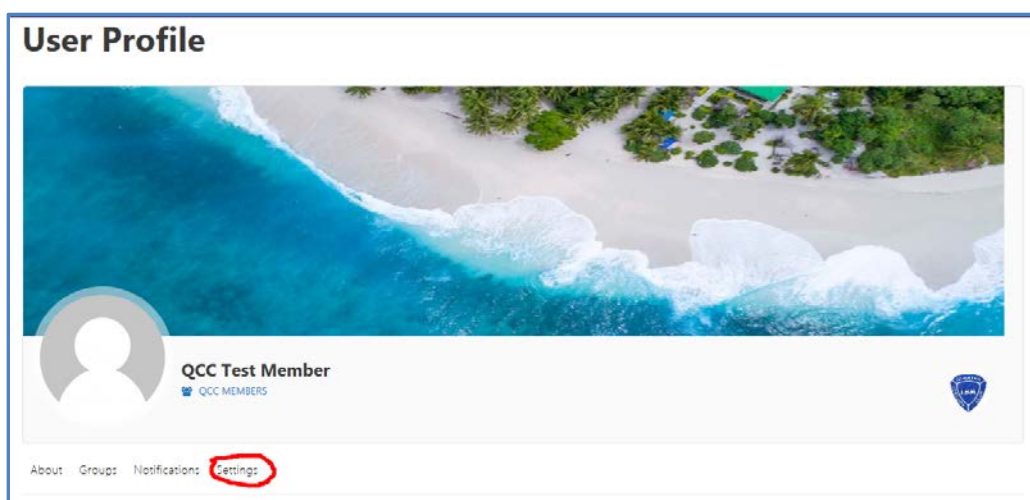 User Profile
QCC Test Member
QCC MEMBERS
About Groups Notifications Settings